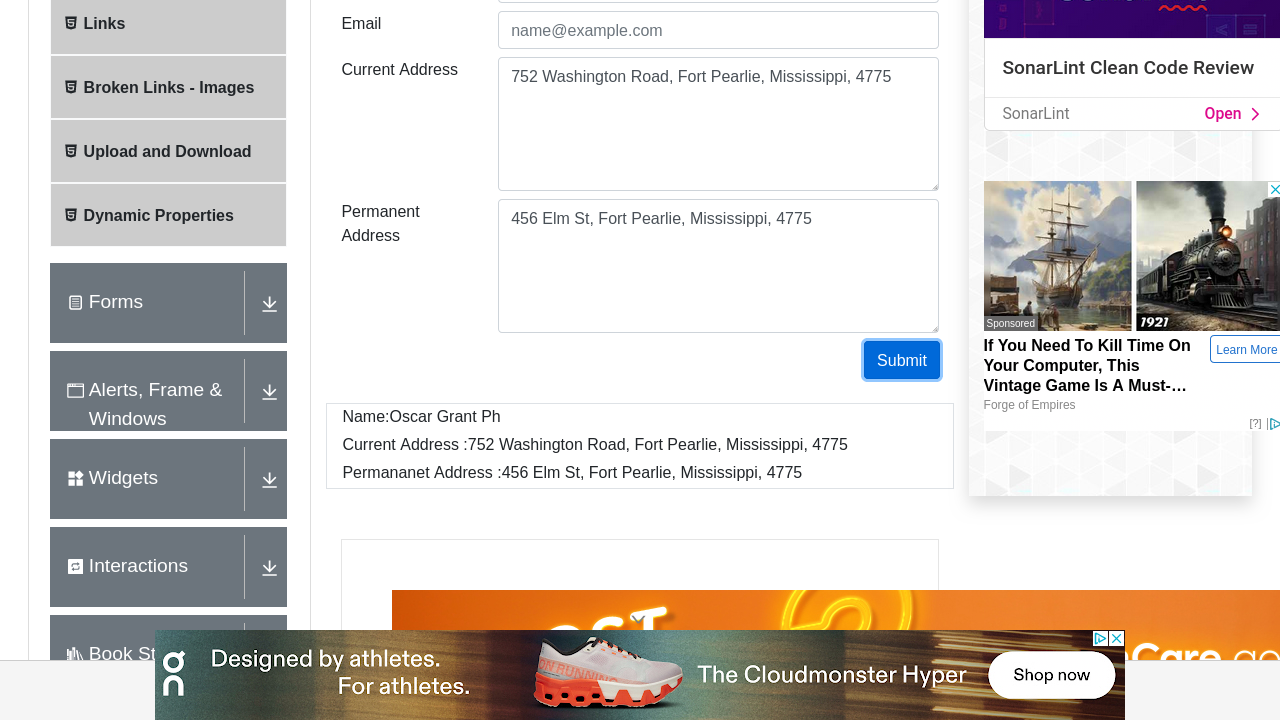 Links
Broken Links - Images
Upload and Download
Dynamic Properties
Forms
Alerts, Frame &
Windows
Widgets
Interactions
Book St
Email
name@example.com
Current Address
752 Washington Road, Fort Pearlie, Mississippi, 4775
Permanent
Address
456 Elm St, Fort Pearlie, Mississippi, 4775
Submit
Name:Oscar Grant Ph
Current Address :752 Washington Road, Fort Pearlie, Mississippi, 4775
Permananet Address :456 Elm St, Fort Pearlie, Mississippi, 4775
SonarLint Clean Code Review
SonarLint
Open
Sponsored
1921
If You Need To Kill Time On
Your Computer, This
Vintage Game Is A Must-...
Learn More
Forge of Empires
[?]
Designed by athletes.
For athletes.
The Cloudmonster Hyper
Shop now